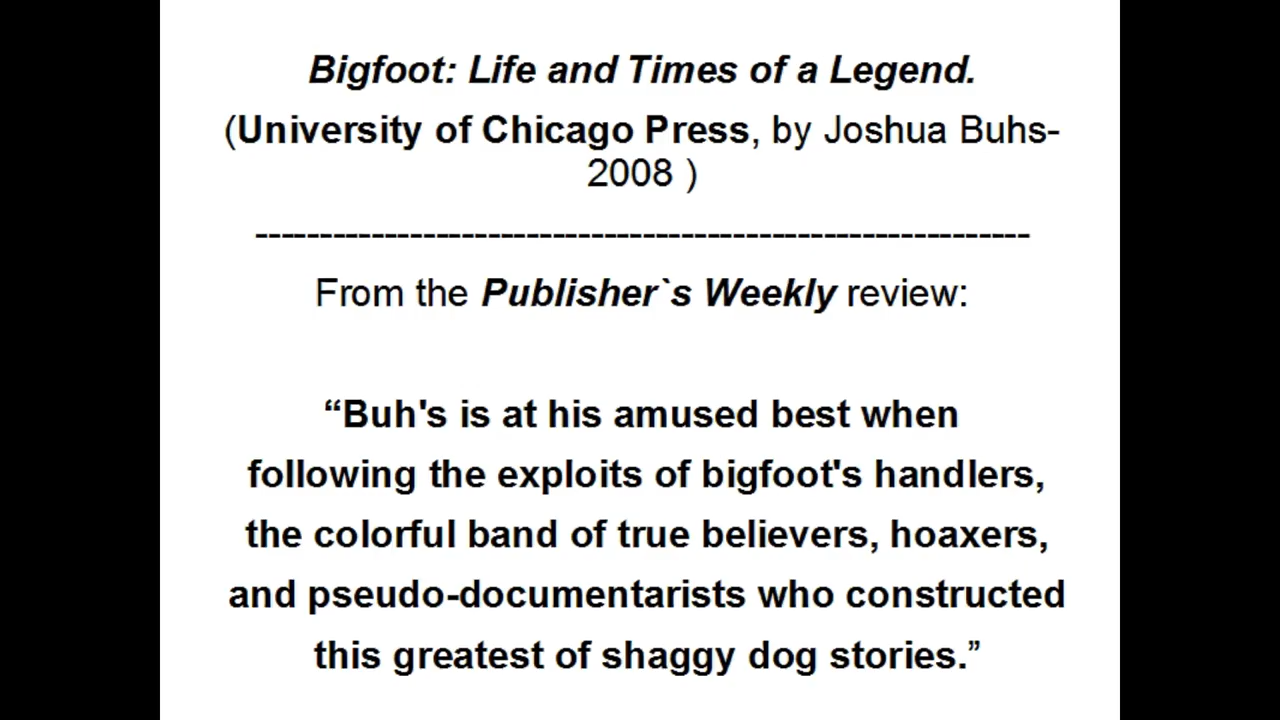 Bigfoot: Life and Times of a Legend.
(University of Chicago Press, by Joshua Buhs-
2008 )
------------------------------------------------------------
From the Publisher`s Weekly review:
“Buh's is at his amused best when
following the exploits of bigfoot's handlers,
the colorful band of true believers, hoaxers,
and pseudo-documentarists who constructed
this greatest of shaggy dog stories.”